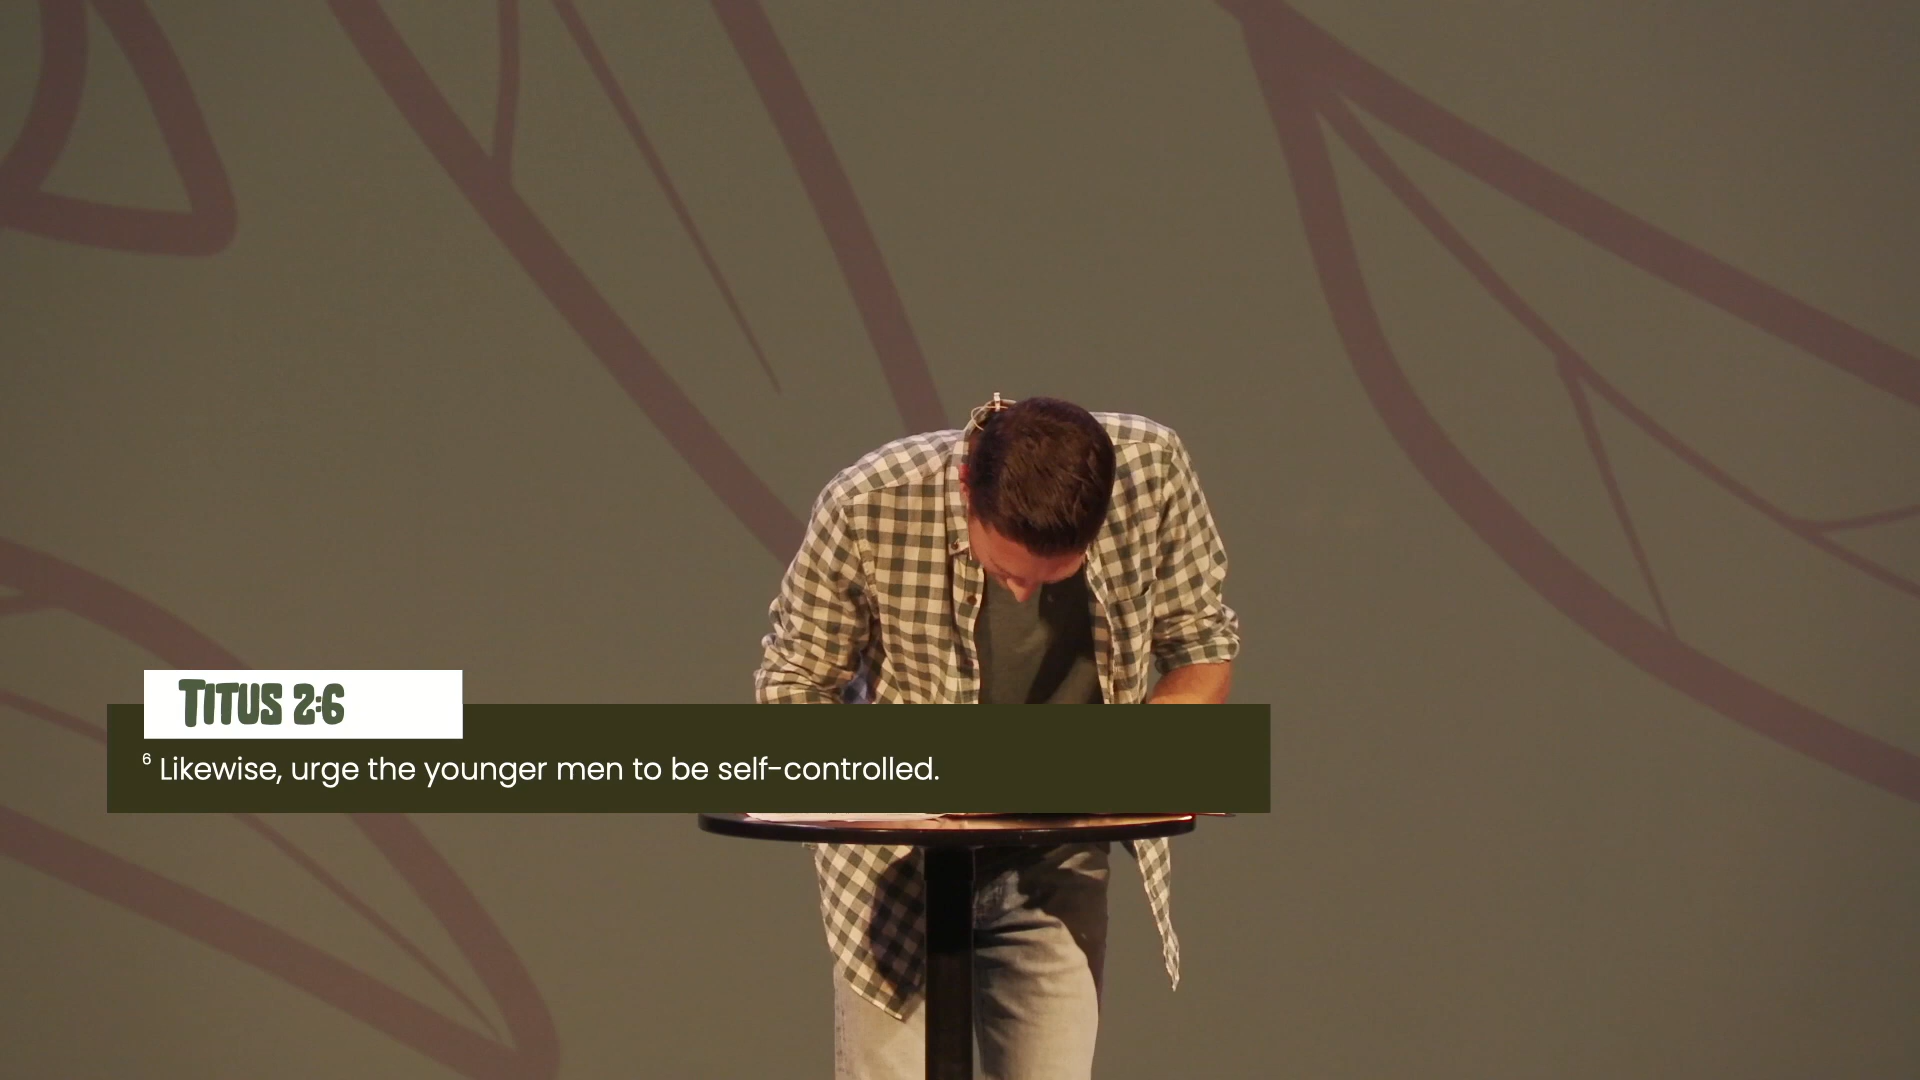 TITUS 2:6
6 Likewise, urge the younger men to be self-controlled.